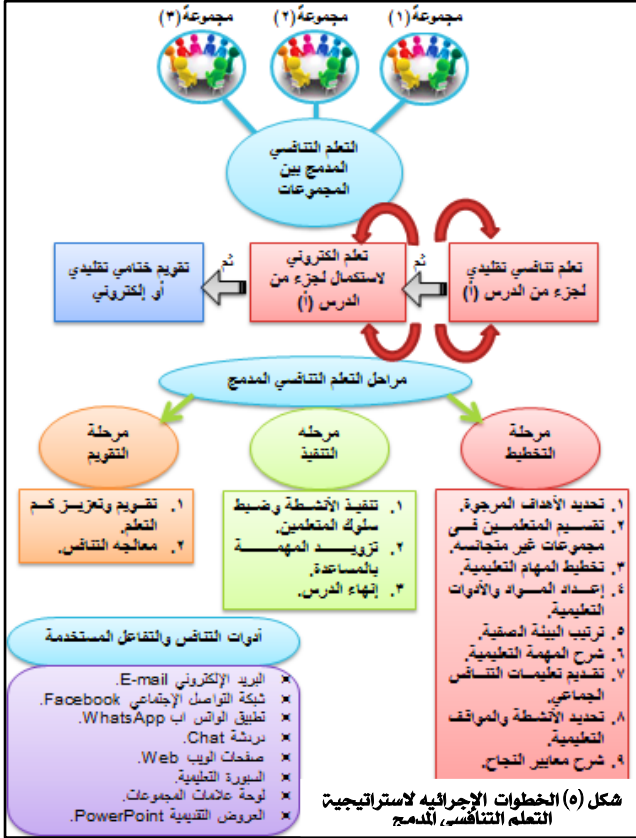 مجموعة (١)
مجموعة (٢)
مجموعة (٣)
التعلم التنافسي
المدمج بين
المجموعات
تعلم تنافسي تقليدي
لجزء من الدرس (أ)
ثم
تعلم الكتروني
لاستكمال لجزء من
الدرس (أ)
ثم
تقويم ختامي تقليدي
أو إلكتروني
مراحل التعلم التنافسي المدمج
مرحلة
التخطيط
مرحله
التنفيذ
مرحلة
التقويم
١. تحديد الأهداف المرجوة.
٢. تقسيم المتعلمين في
مجموعات غير متجانسه.
٣. تخطيط المهام التعليمية.
٤. إعداد المواد والأدوات
التعليمية.
٥. ترتيب البيئة الصفية.
٦. شرح المهمة التعليمية.
٧. تقديم تعليمات التنافس
الجماعي.
٨. تحديد الأنشطة والمواقف
التعليمية.
٩. شرح معايير النجاح.
١. تنفيذ الأنشطة وضبط
سلوك المتعلمين.
٢. تزويد المهمة
بالمساعدة.
٣. إنهاء الدرس.
١. تقويم وتعزيز كم
التعلم.
٢. معالجه التنافس.
أدوات التنافس والتفاعل المستخدمة
× البريد الإلكتروني E-mail.
× شبكة التواصل الإجتماعي Facebook.
× تطبيق الواتس اب WhatsApp.
× دردشة Chat.
× صفحات الويب Web.
× السبورة التعليمية.
× لوحة علامات المجموعات.
× العروض التقديمية PowerPoint.
شكل (٥) الخطوات الإجرائيه لاستراتيجية
التعلم التنافسي المدمج